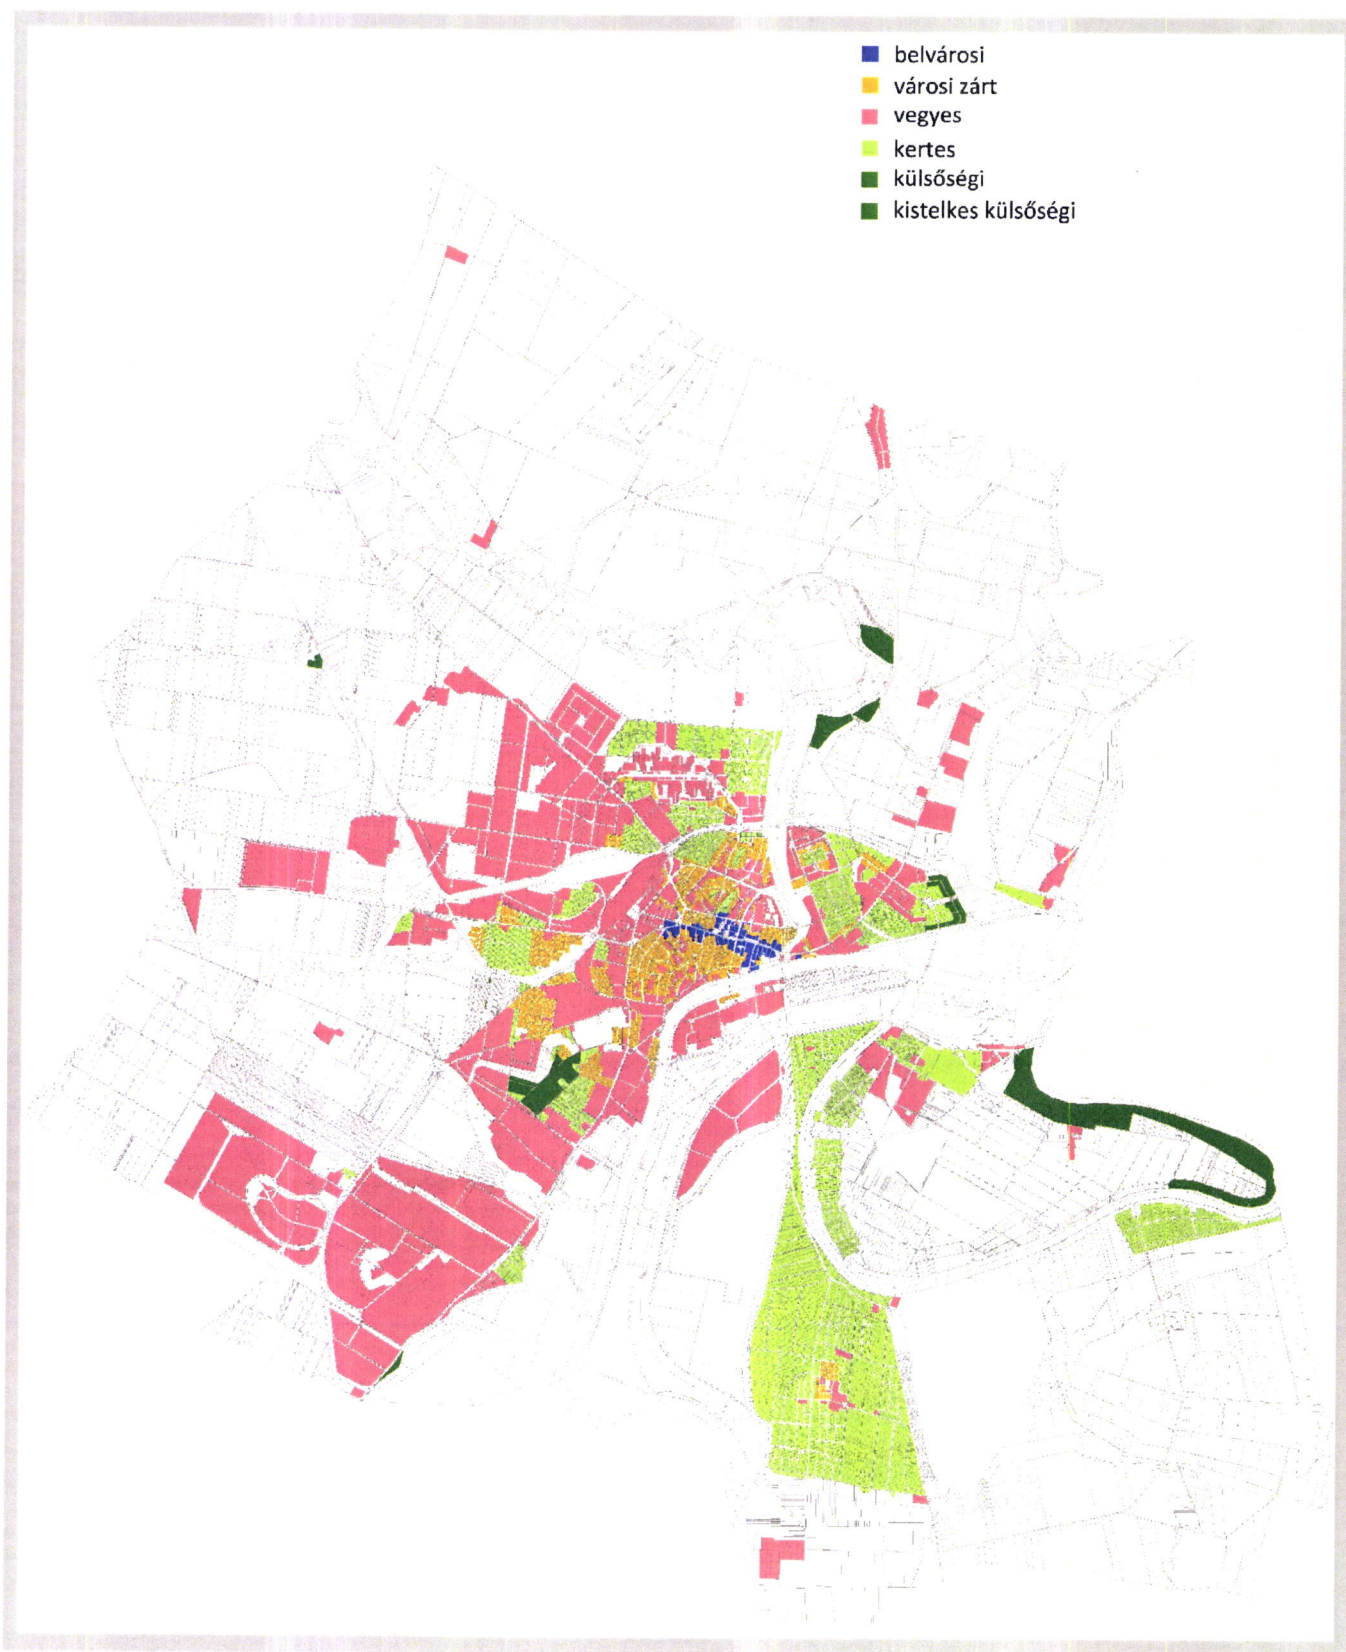 belvárosi
városi zárt
vegyes
kertes
külsőségi
kistelkes külsőségi